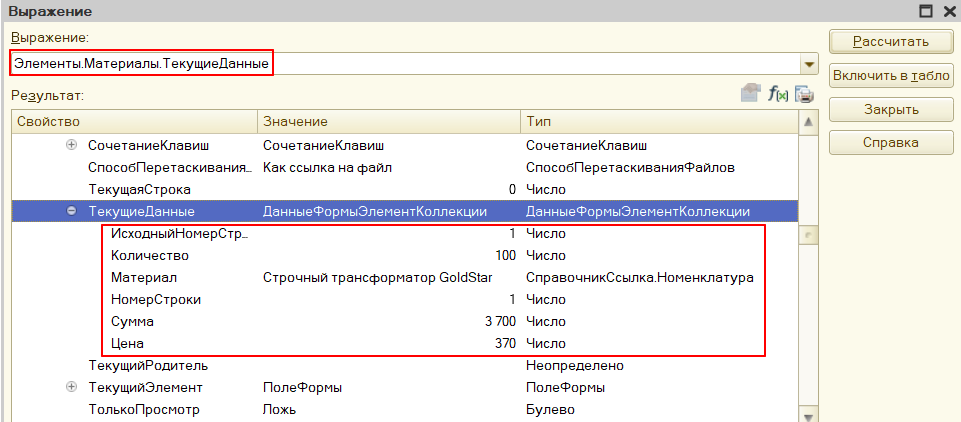 Выражение
Выражение:
Рассчитать
Элементы.Материалы.ТекущиеДанные
Включить в табло
Результат:
Закрыть
Справка
Свойство Значение Тип
СочетаниеКлавиш СочетаниеКлавиш СочетаниеКлавиш
СпособПеретаскивания... Как ссылка на файл СпособПеретаскиванияФайлов
ТекущаяСтрока 0 Число
ТекущиеДанные ДанныеФормыЭлементКоллекции ДанныеФормыЭлементКоллекции
ИсходныйНомерСтр... 1 Число
Количество 100 Число
Материал Строчный трансформатор GoldStar СправочникСсылка.Номенклатура
НомерСтроки 1 Число
Сумма 3 700 Число
Цена 370 Число
ТекущийРодитель Неопределено
ТекущийЭлемент ПолеФормы ПолеФормы
ТолькоПросмотр Ложь Булево